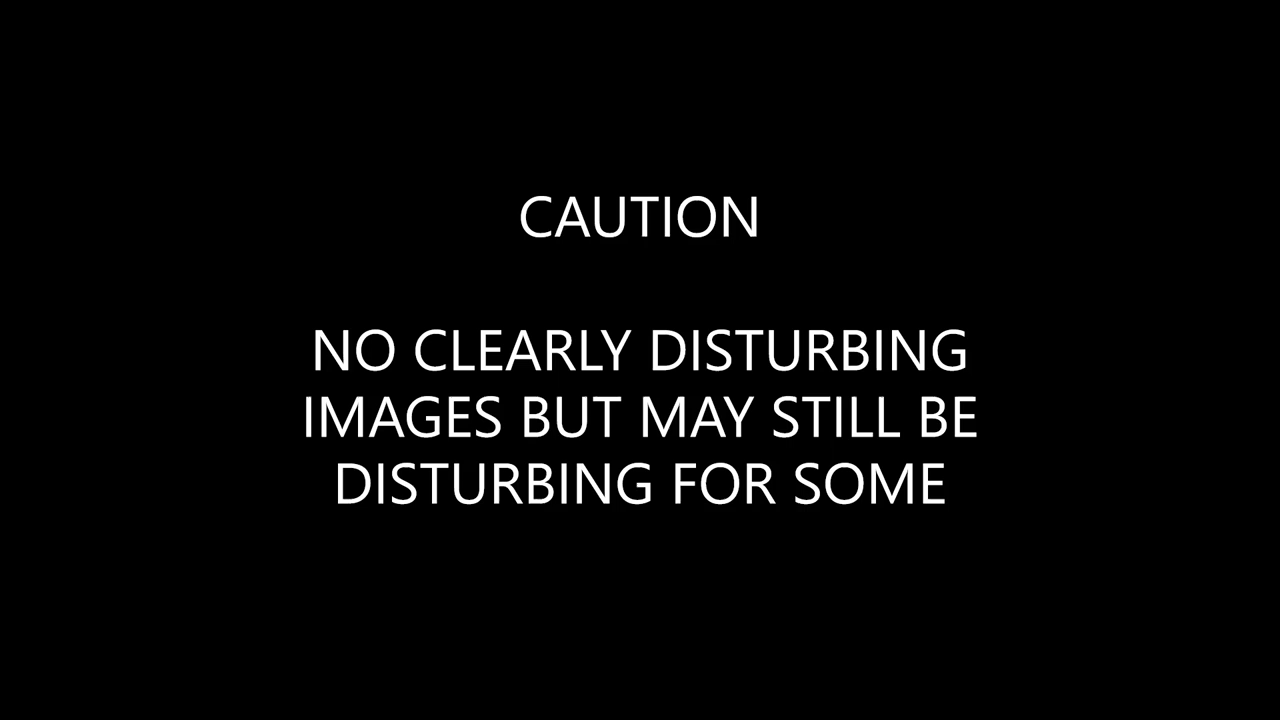 CAUTION
NO CLEARLY DISTURBING
IMAGES BUT MAY STILL BE
DISTURBING FOR SOME